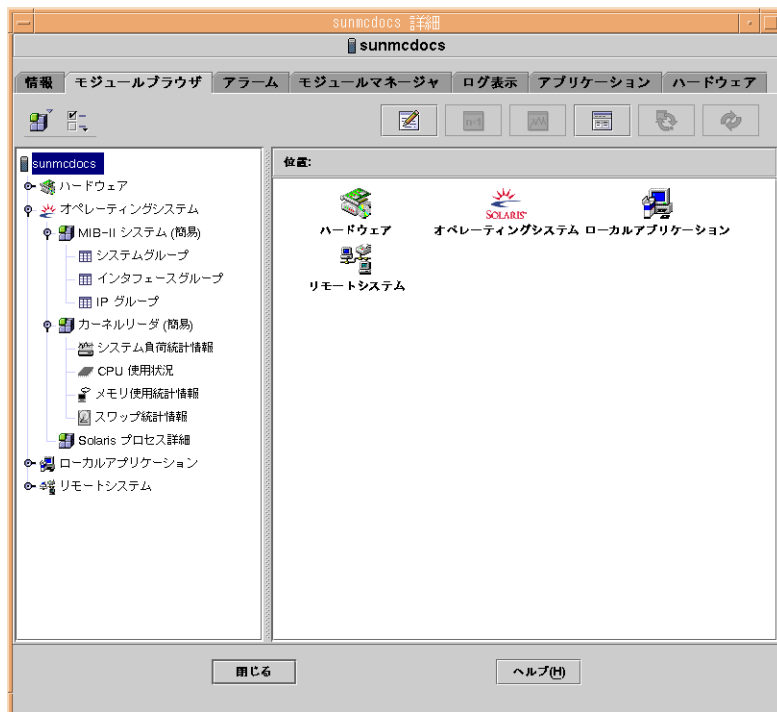 sunmcdocs 詳細
sunmcdocs
情報 モジュールブラウザ アラーム モジュールマネージャ ログ表示 アプリケーション ハードウェア
n-1
sunmcdocs
ハードウェア
オペレーティングシステム
MIB-II システム (簡易)
システムグループ
インタフェースグループ
IP グループ
カーネルリーダ (簡易)
システム負荷統計情報
CPU 使用状況
メモリ使用統計情報
スワップ統計情報
Solaris プロセス詳細
ローカルアプリケーション
リモートシステム
位置:
SOLARIS
ハードウェア オペレーティングシステム ローカルアプリケーション
リモートシステム
閉じる ヘルプ(H)